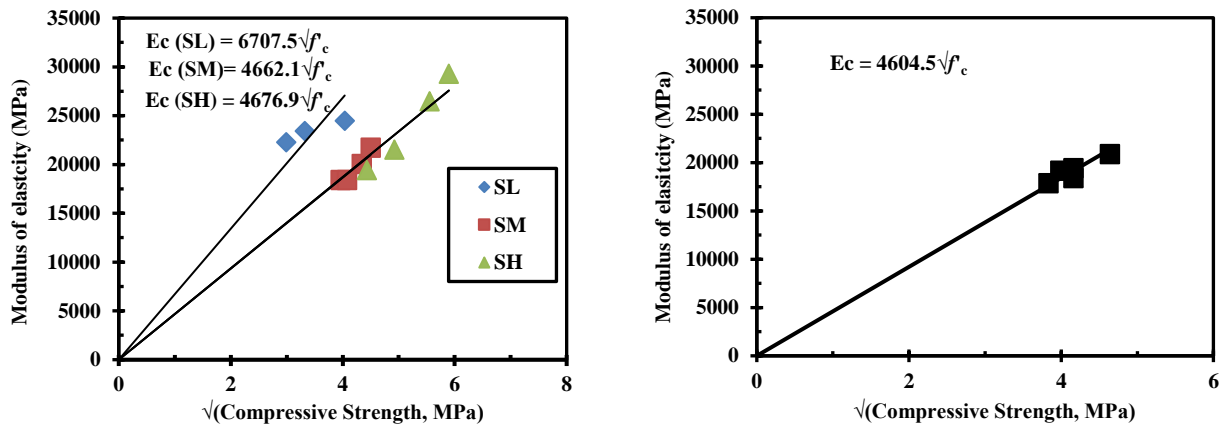 Ec (SL) = 6707.5√f'c
Ec (SM)= 4662.1√f'c
Ec (SH) = 4676.9√f'c
35000
30000
25000
20000
15000
10000
5000
0
0 2 4 6 8
Modulus of elastcity (MPa)
√(Compressive Strength, MPa)
SL
SM
SH
Ec = 4604.5√f'c
35000
30000
25000
20000
15000
10000
5000
0
0 2 4 6
Modulus of elasitcity (MPa)
√(Compressive Strength, MPa)